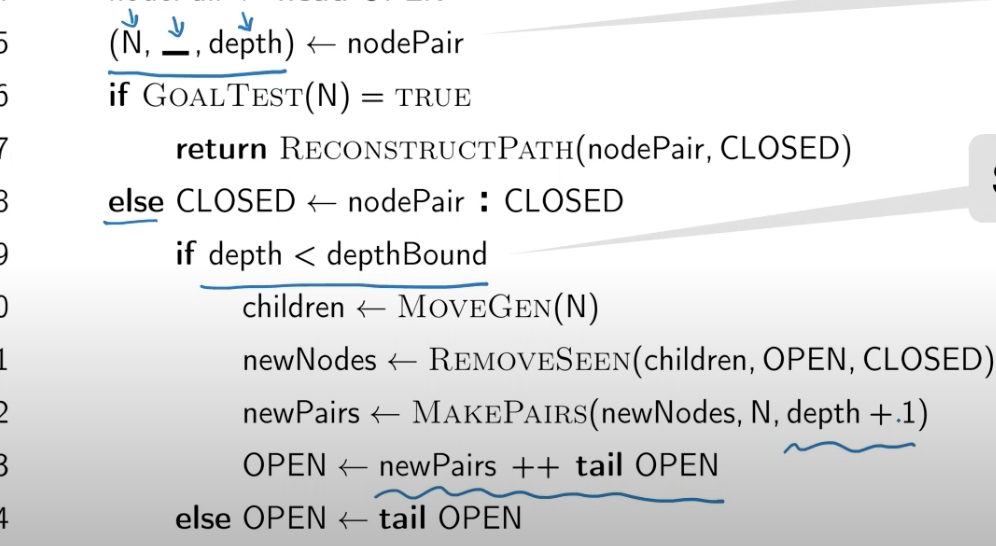 5 (N, _, depth) ← nodePair
6 if GOALTEST(N) = TRUE
7 return RECONSTRUCTPATH(nodePair, CLOSED)
8 else CLOSED ← nodePair : CLOSED
9 if depth < depthBound
0 children ← MOVEGEN(N)
1 newNodes ← REMOVESEEN(children, OPEN, CLOSED)
2 newPairs ← MAKEPAIRS(newNodes, N, depth + 1)
3 OPEN ← newPairs ++ tail OPEN
4 else OPEN ← tail OPEN